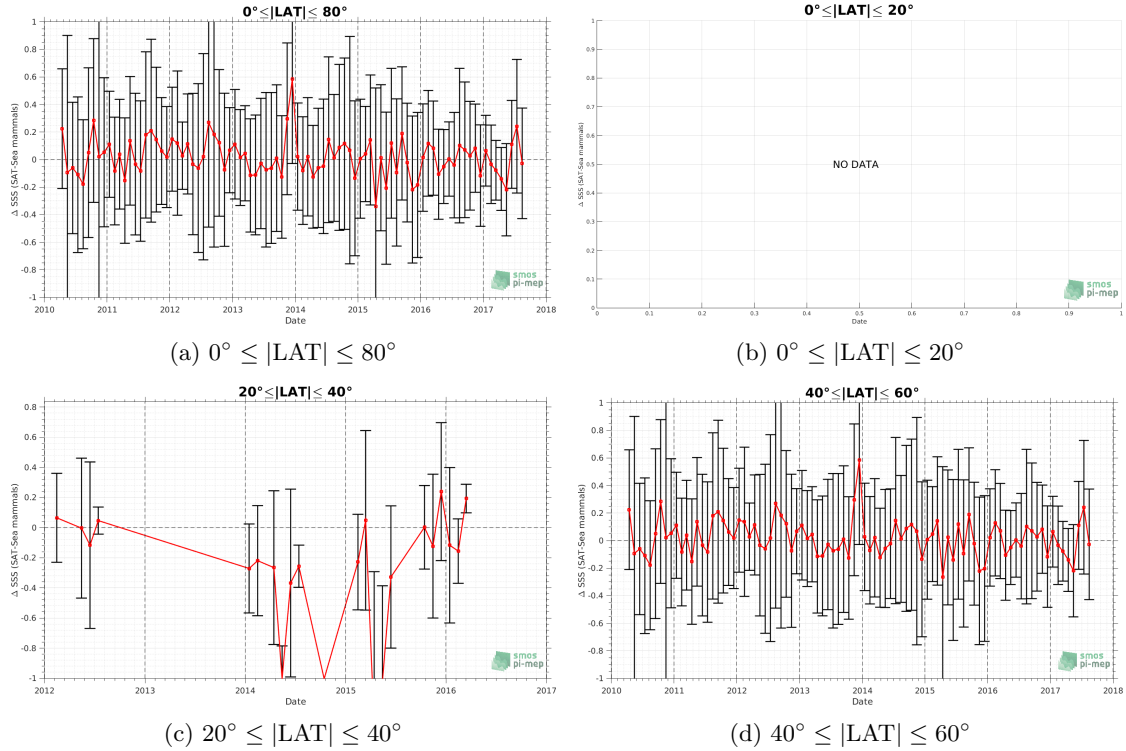 0°≤|LAT|≤ 80°
Δ SSS (SAT-Sea mammals)
1
0.8
0.6
0.4
0.2
0
-0.2
-0.4
-0.6
-0.8
-1
2010 2011 2012 2013 2014 2015 2016 2017 2018
Date
smos
pi-mep
(a) 0° ≤ |LAT| ≤ 80°
0°≤|LAT|≤ 20°
Δ SSS (SAT-Sea mammals)
1
0.9
0.8
0.7
0.6
0.5
0.4
0.3
0.2
0.1
0
NO DATA
0 0.1 0.2 0.3 0.4 0.5 0.6 0.7 0.8 0.9 1
Date
smos
pi-mep
(b) 0° ≤ |LAT| ≤ 20°
20°≤|LAT|≤ 40°
Δ SSS (SAT-Sea mammals)
0.8
0.6
0.4
0.2
0
-0.2
-0.4
-0.6
-0.8
-1
2012 2013 2014 2015 2016 2017
Date
smos
pi-mep
(c) 20° ≤ |LAT| ≤ 40°
40°≤|LAT|≤ 60°
Δ SSS (SAT-Sea mammals)
1
0.8
0.6
0.4
0.2
0
-0.2
-0.4
-0.6
-0.8
-1
2010 2011 2012 2013 2014 2015 2016 2017 2018
Date
smos
pi-mep
(d) 40° ≤ |LAT| ≤ 60°